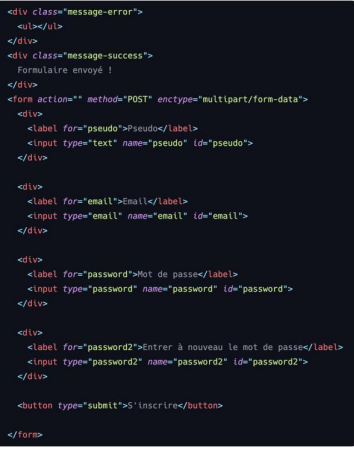 <div class="message-error">
<ul></ul>
</div>
<div class="message-success">
Formulaire envoyé !
</div>
<form action="" method="POST" enctype="multipart/form-data">
<div>
<label for="pseudo">Pseudo</label>
<input type="text" name="pseudo" id="pseudo">
</div>
<div>
<label for="email">Email</label>
<input type="email" name="email" id="email">
</div>
<div>
<label for="password">Mot de passe</label>
<input type="password" name="password" id="password">
</div>
<div>
<label for="password2">Entrer à nouveau le mot de passe</label>
<input type="password2" name="password2" id="password2">
</div>
<button type="submit">S'inscrire</button>
</form>